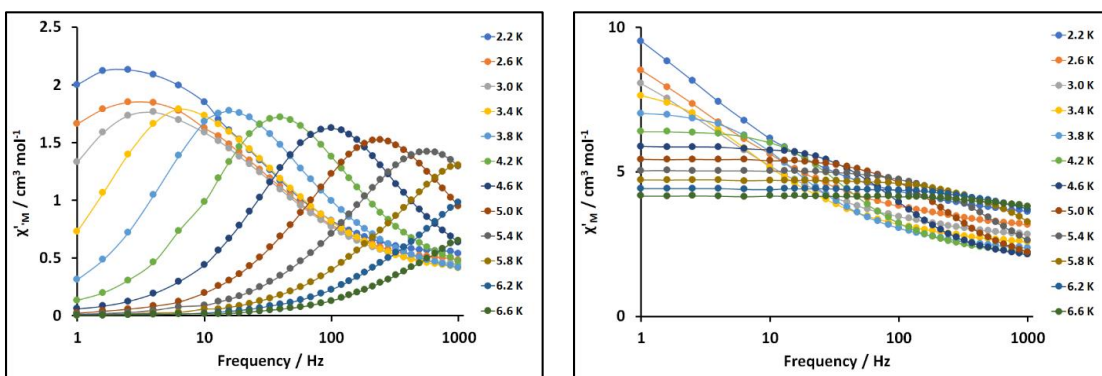 2.5
2
1.5
1
0.5
0
1
10
100
1000
χ'M / cm3 mol-1
Frequency / Hz
2.2 K
2.6 K
3.0 K
3.4 K
3.8 K
4.2 K
4.6 K
5.0 K
5.4 K
5.8 K
6.2 K
6.6 K
10
5
0
1
10
100
1000
χ'M / cm3 mol-1
Frequency / Hz
2.2 K
2.6 K
3.0 K
3.4 K
3.8 K
4.2 K
4.6 K
5.0 K
5.4 K
5.8 K
6.2 K
6.6 K